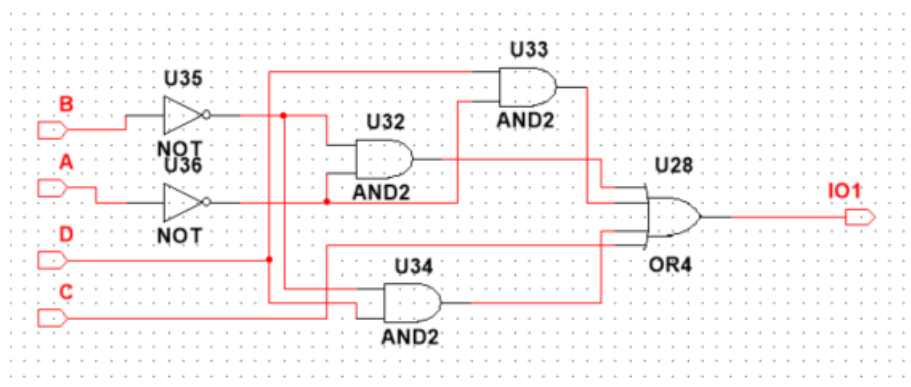 U33
U35
B
U32
AND2
NOT
A
U36
U28
AND2
IO1
NOT
D
U34
OR4
C
AND2